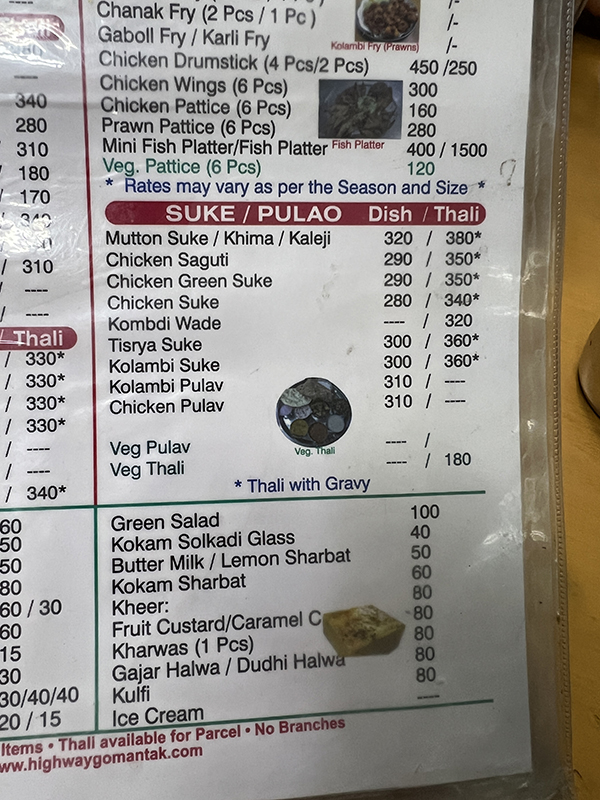 ----
340
280
310
180
170
340
/ 310
/ ----
/ ----
/ Thali
/ 330*
/ 330*
/ 330*
/ 330*
/ ----
/ ----
/ 340*
60
50
50
80
60 / 30
60
15
30
30/40/40
20 / 15
Chanak Fry (2 Pcs / 1 Pc ) /-
Gaboll Fry / Karli Fry /-
Kolambi Fry (Prawns)
Chicken Drumstick (4 Pcs/2 Pcs) 450 /250
Chicken Wings (6 Pcs) 300
Chicken Pattice (6 Pcs) 160
Prawn Pattice (6 Pcs) 280
Mini Fish Platter/Fish Platter 400 / 1500
Fish Platter
Veg. Pattice (6 Pcs) 120
* Rates may vary as per the Season and Size *
SUKE / PULAO Dish / Thali
Mutton Suke / Khima / Kaleji 320 / 380*
Chicken Saguti 290 / 350*
Chicken Green Suke 290 / 350*
Chicken Suke 280 / 340*
Kombdi Wade ---- / 320
Tisrya Suke 300 / 360*
Kolambi Suke 300 / 360*
Kolambi Pulav 310 / ----
Chicken Pulav 310 / ----
Veg. Thali
Veg Pulav ---- /
Veg Thali ---- / 180
* Thali with Gravy
Green Salad 100
Kokam Solkadi Glass 40
Butter Milk / Lemon Sharbat 50
Kokam Sharbat 60
Kheer: 80
Fruit Custard/Caramel C 80
Kharwas (1 Pcs) 80
Gajar Halwa / Dudhi Halwa 80
Kulfi 80
Ice Cream ----
Items • Thali available for Parcel • No Branches
ww.highwaygomantak.com